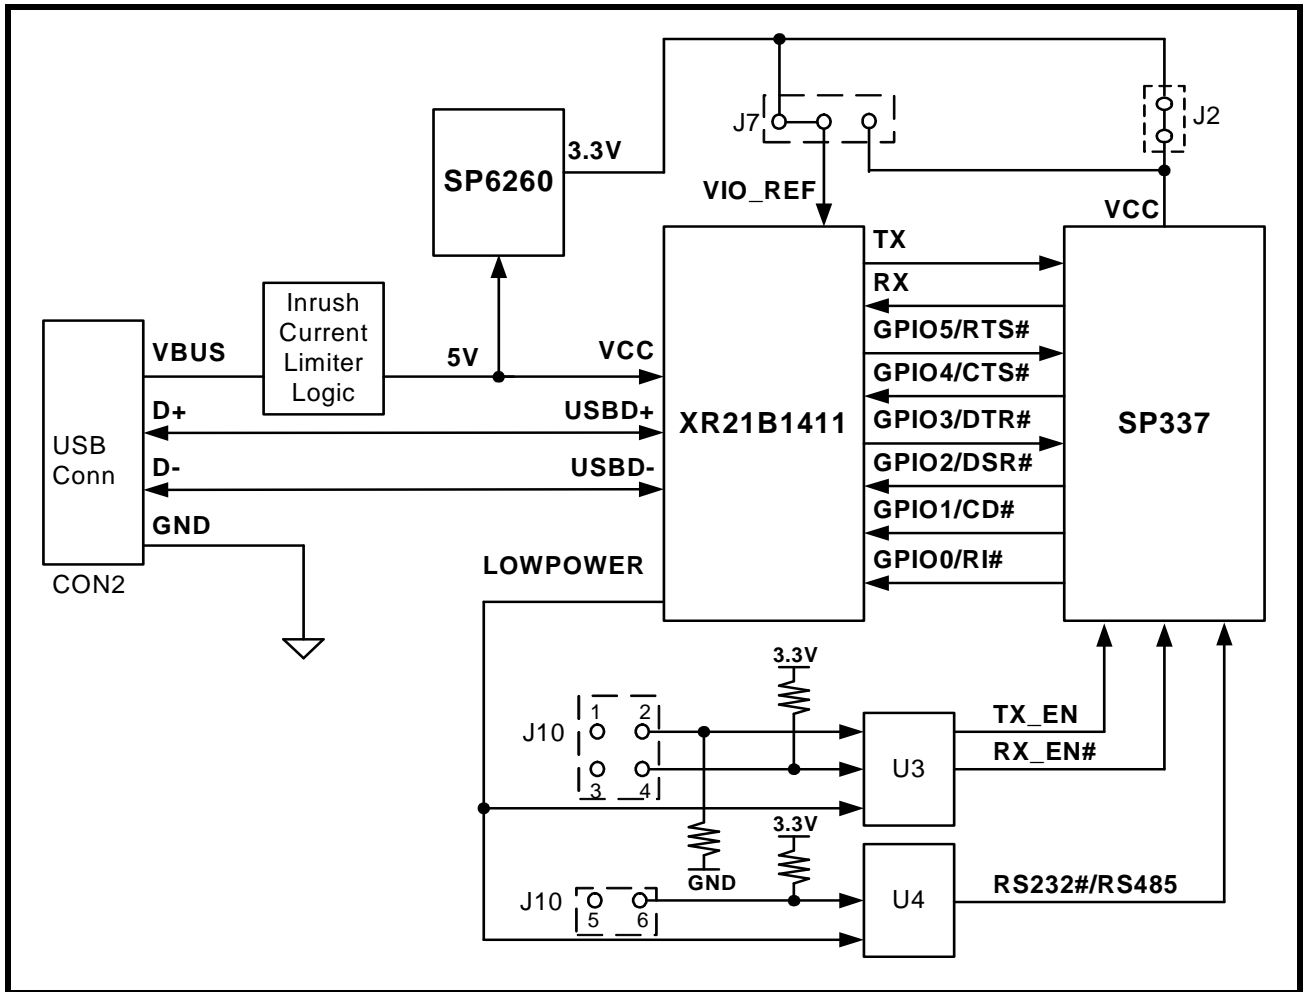 J7
J2
3.3V
SP6260
VIO_REF
VCC
TX
RX
GPIO5/RTS#
GPIO4/CTS#
GPIO3/DTR#
GPIO2/DSR#
GPIO1/CD#
GPIO0/RI#
Inrush
Current
Limiter
Logic
VBUS
5V
VCC
D+
USBD+
XR21B1411
SP337
USB
Conn
D-
USBD-
GND
CON2
LOWPOWER
3.3V
J10
1
2
3
4
U3
TX_EN
RX_EN#
3.3V
GND
J10
5
6
U4
RS232#/RS485